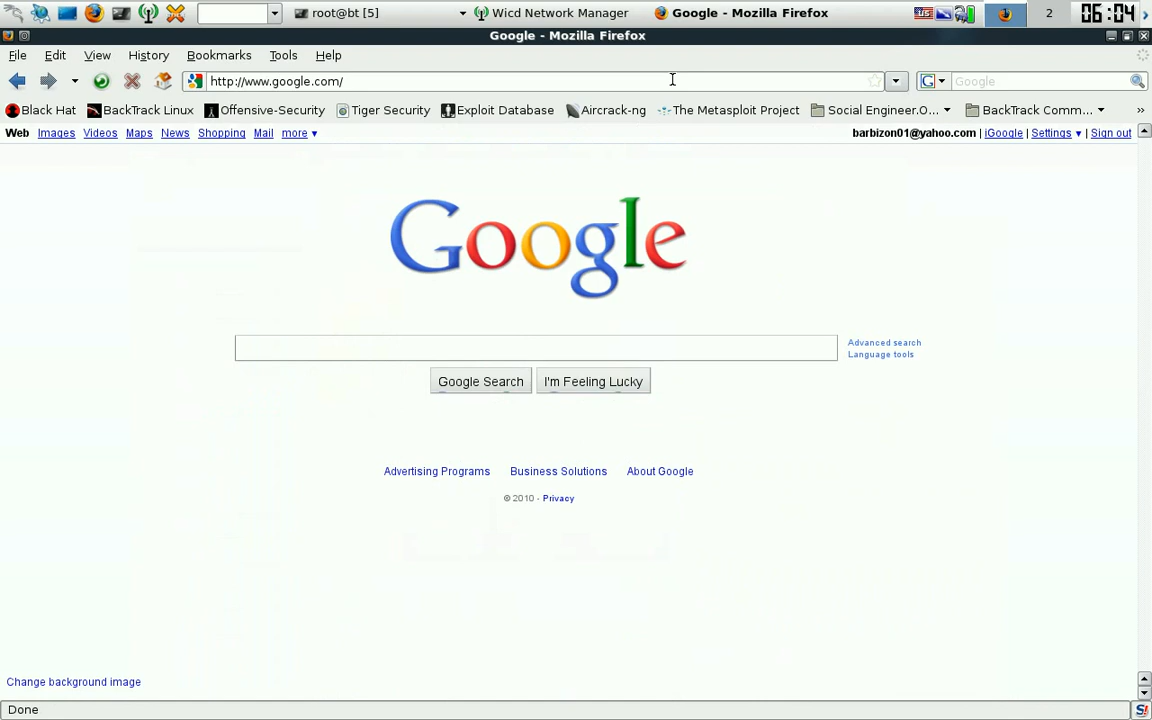 root@bt [5] Wicd Network Manager Google - Mozilla Firefox 2 06:04
Google - Mozilla Firefox
File Edit View History Bookmarks Tools Help
http://www.google.com/ Google
Black Hat BackTrack Linux Offensive-Security Tiger Security Exploit Database Aircrack-ng The Metasploit Project Social Engineer.O... BackTrack Comm... »
Web Images Videos Maps News Shopping Mail more ▼ barbizon01@yahoo.com | iGoogle | Settings ▼ | Sign out
Google
Advanced search
Language tools
Google Search I'm Feeling Lucky
Advertising Programs Business Solutions About Google
© 2010 - Privacy
Change background image
Done